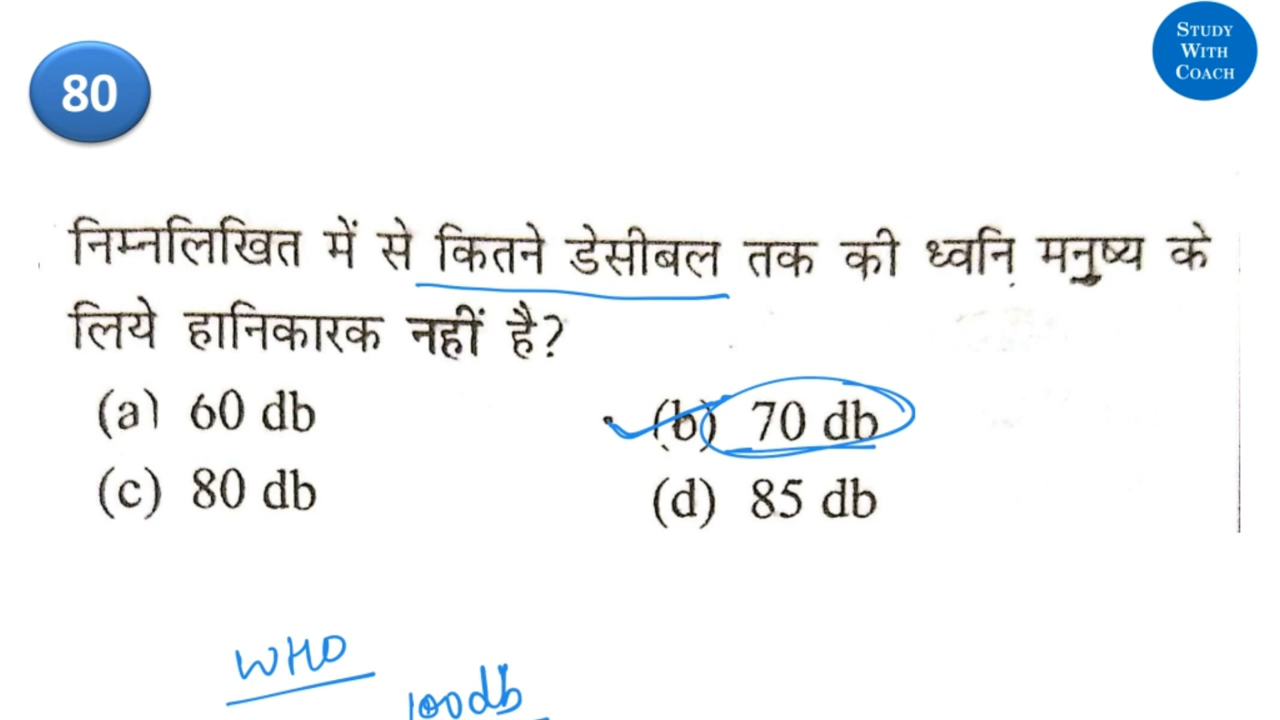 80
STUDY
WITH
COACH
निम्नलिखित में से कितने डेसीबल तक की ध्वनि मनुष्य के
लिये हानिकारक नहीं है?
(a) 60 db
(b) 70 db
(c) 80 db
(d) 85 db
WHO
100db